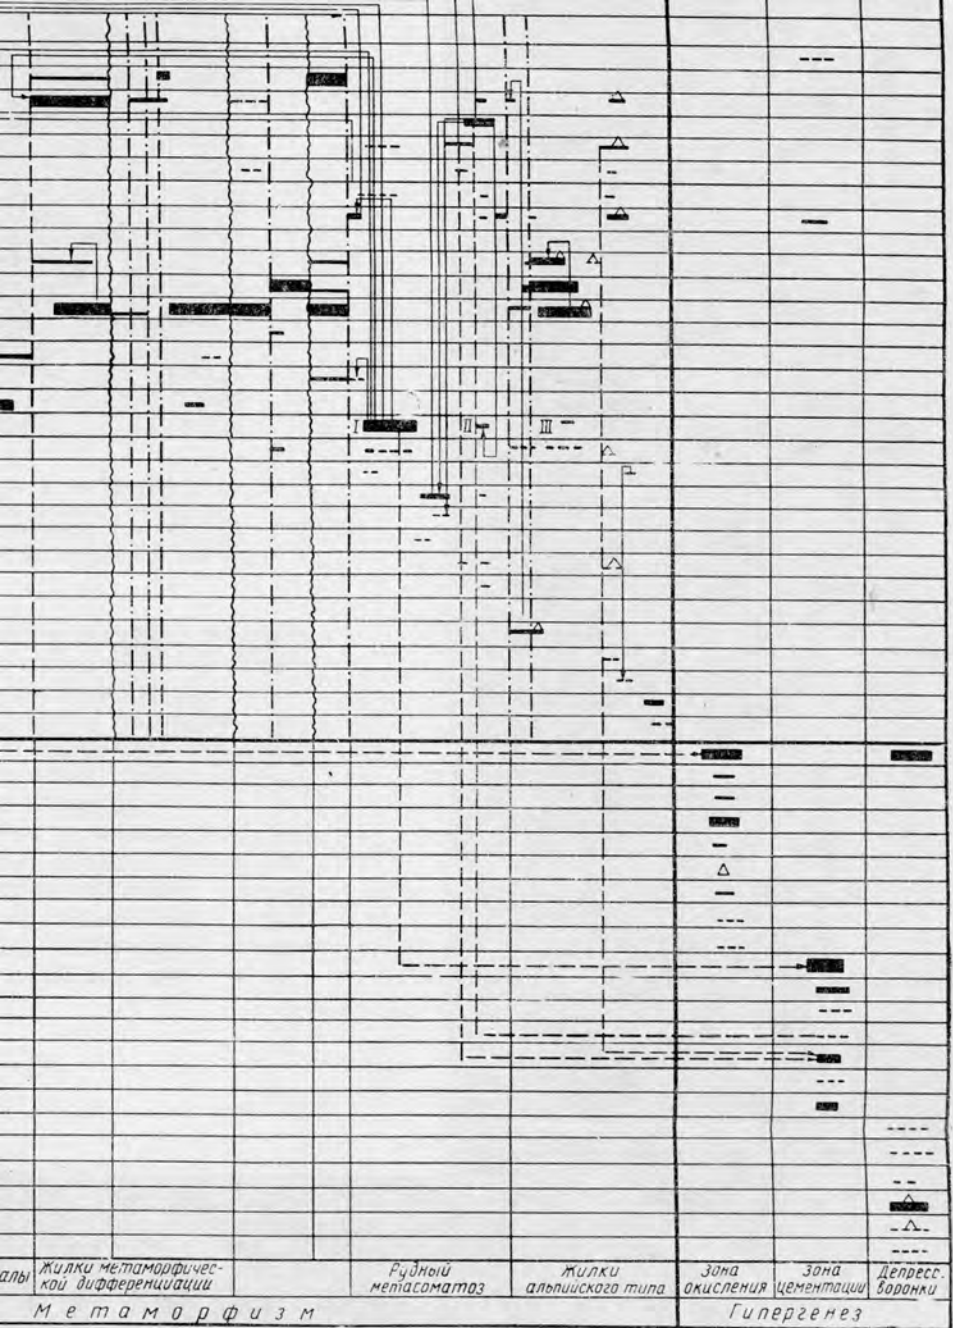 I II III
алы
Жилки метаморфичес-
кой дифференциации
Рудный
метасоматоз
Жилки
альпийского типа
Зона
окисления
Зона
цементации
Депресс.
воронки
Метаморфизм
Гипергенез